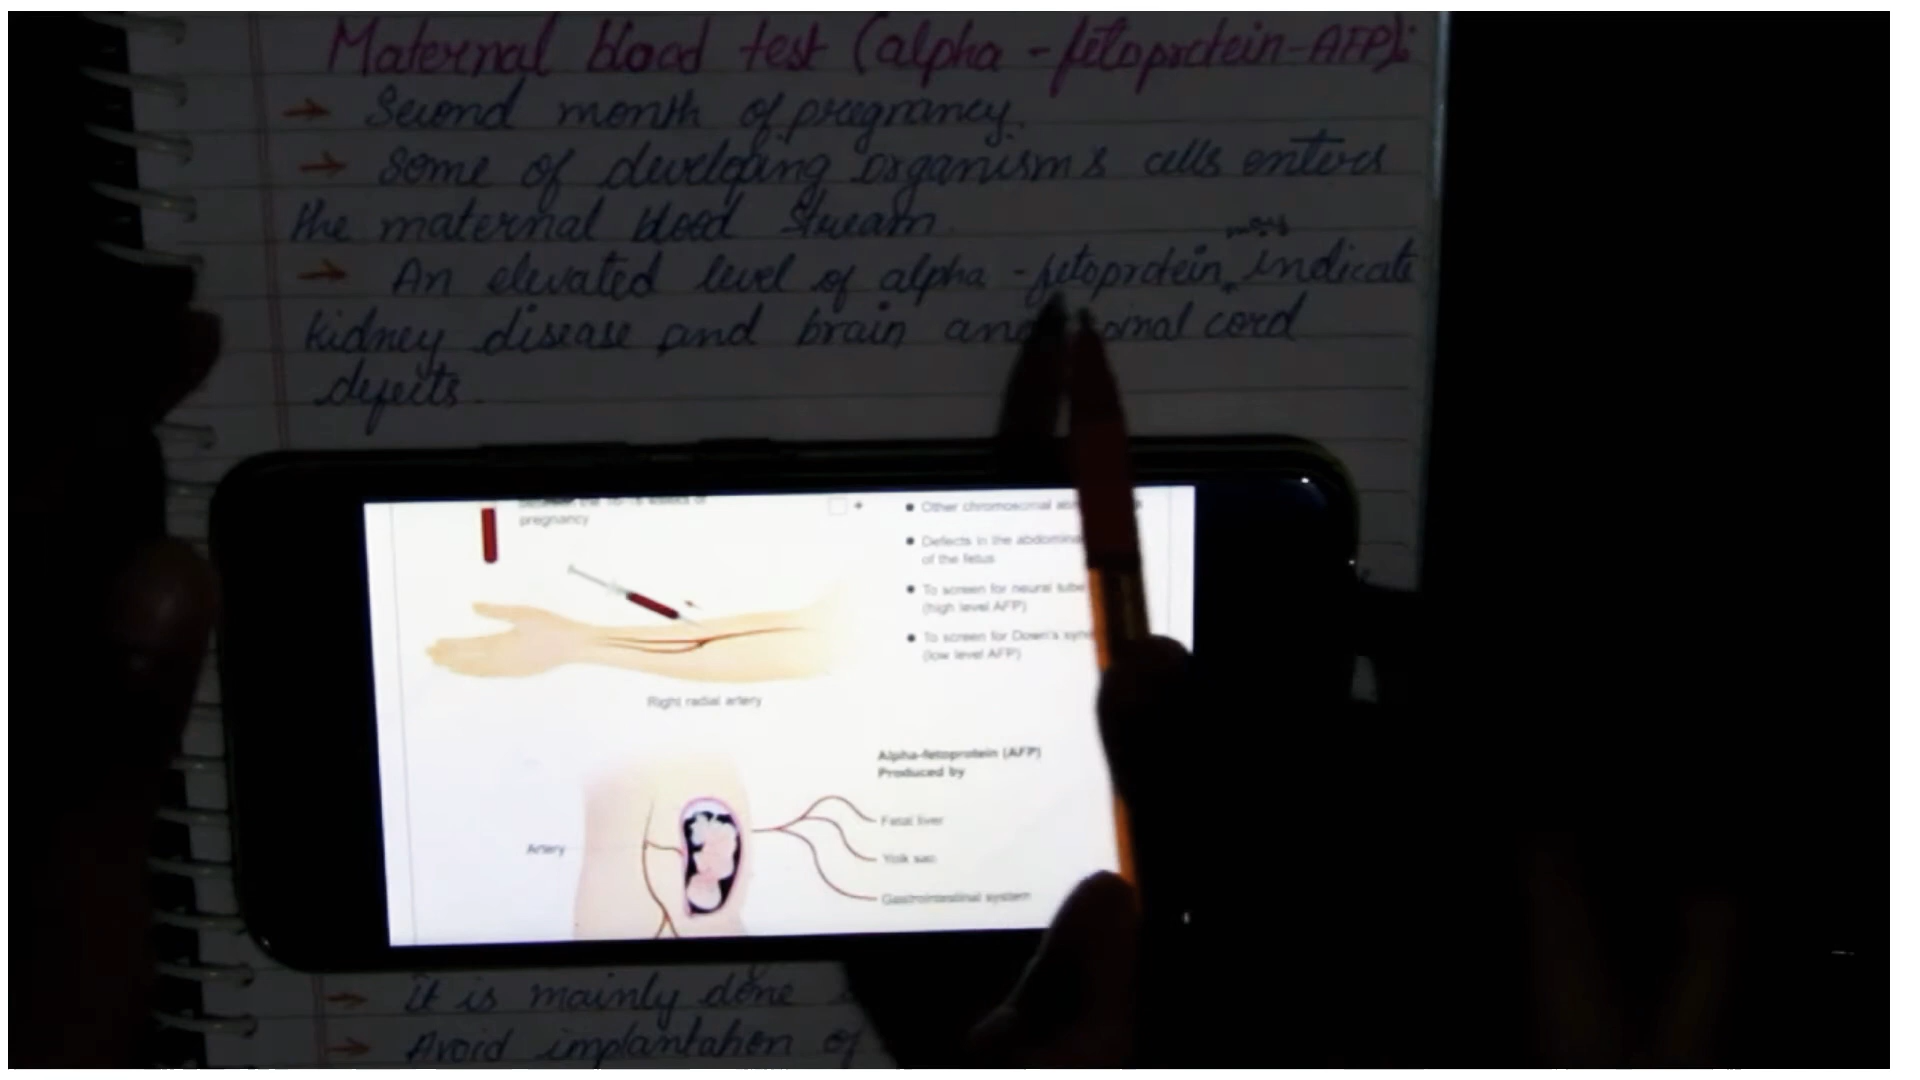 Maternal blood test (alpha - fetoprotein-AFP):
→ Second month of pregnancy.
→ Some of developing organism's cells enters
the maternal blood stream.
may
→ An elevated level of alpha - fetoprotein indicate
kidney disease and brain and spinal cord
defects.
weeks of
pregnancy
Right radial artery
Artery
• Other chromosomal
• Defects in the abdominal
of the fetus
• To screen for neural tube
(high level AFP)
• To screen for Down's
(low level AFP)
Alpha-fetoprotein (AFP)
Produced by
Fetal liver
Yolk sac
Gastrointestinal system
→ It is mainly done
→ Avoid implantation of